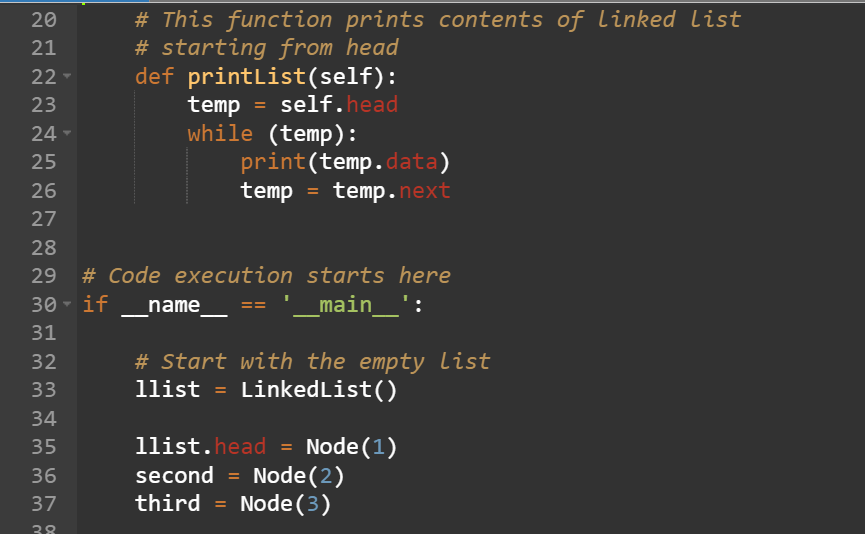 20     # This function prints contents of linked list
21     # starting from head
22     def printList(self):
23         temp = self.head
24         while (temp):
25             print(temp.data)
26             temp = temp.next
27
28
29 # Code execution starts here
30 if __name__ == '__main__':
31
32     # Start with the empty list
33     llist = LinkedList()
34
35     llist.head = Node(1)
36     second = Node(2)
37     third = Node(3)
38